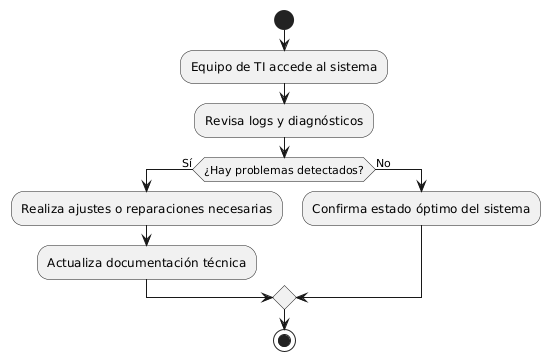 Equipo de TI accede al sistema
Revisa logs y diagnósticos
Sí
¿Hay problemas detectados?
No
Realiza ajustes o reparaciones necesarias
Confirma estado óptimo del sistema
Actualiza documentación técnica